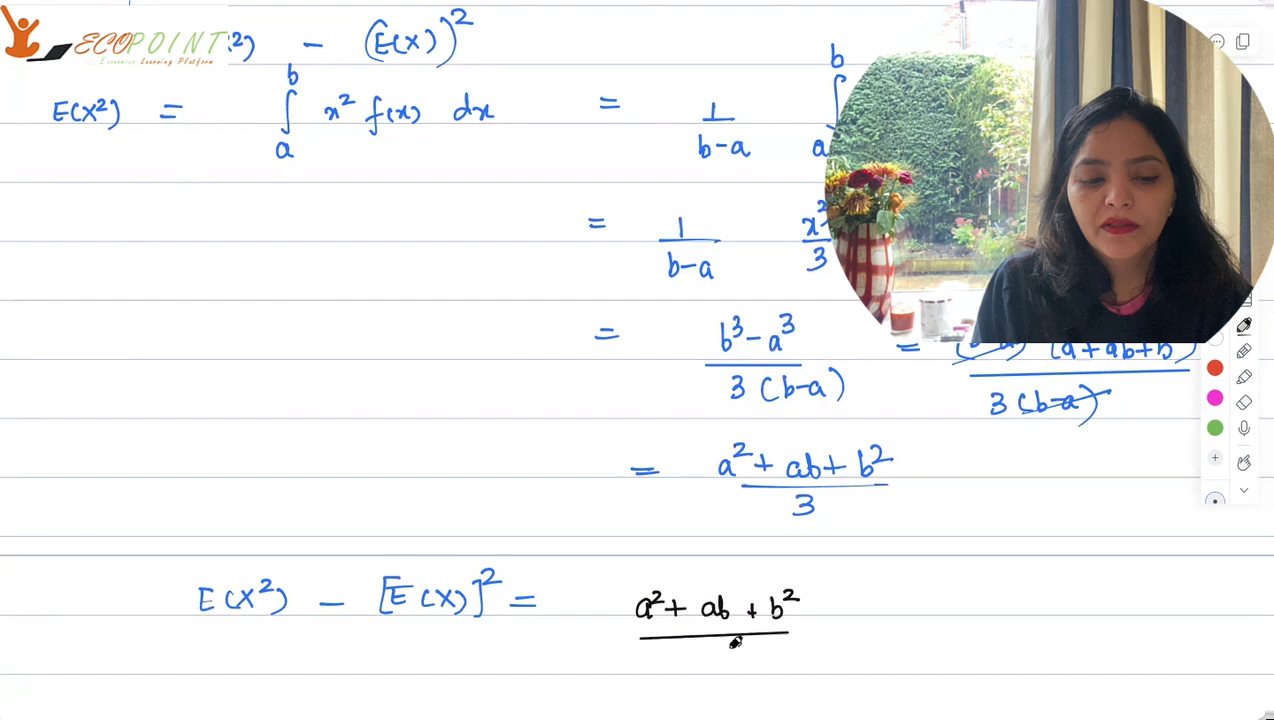 ECOPOINT
Economics Learning Platform
²) - (E(X))²
E(X²) = ∫ₐᵇ x² f(x) dx = 1/(b-a) ∫ₐ
= 1/(b-a) x²/3
= (b³-a³)/(3(b-a)) = (a+ab+b)/(3(b-a))
= (a²+ab+b²)/3
E(X²) - [E(X)]² = a²+ab+b²